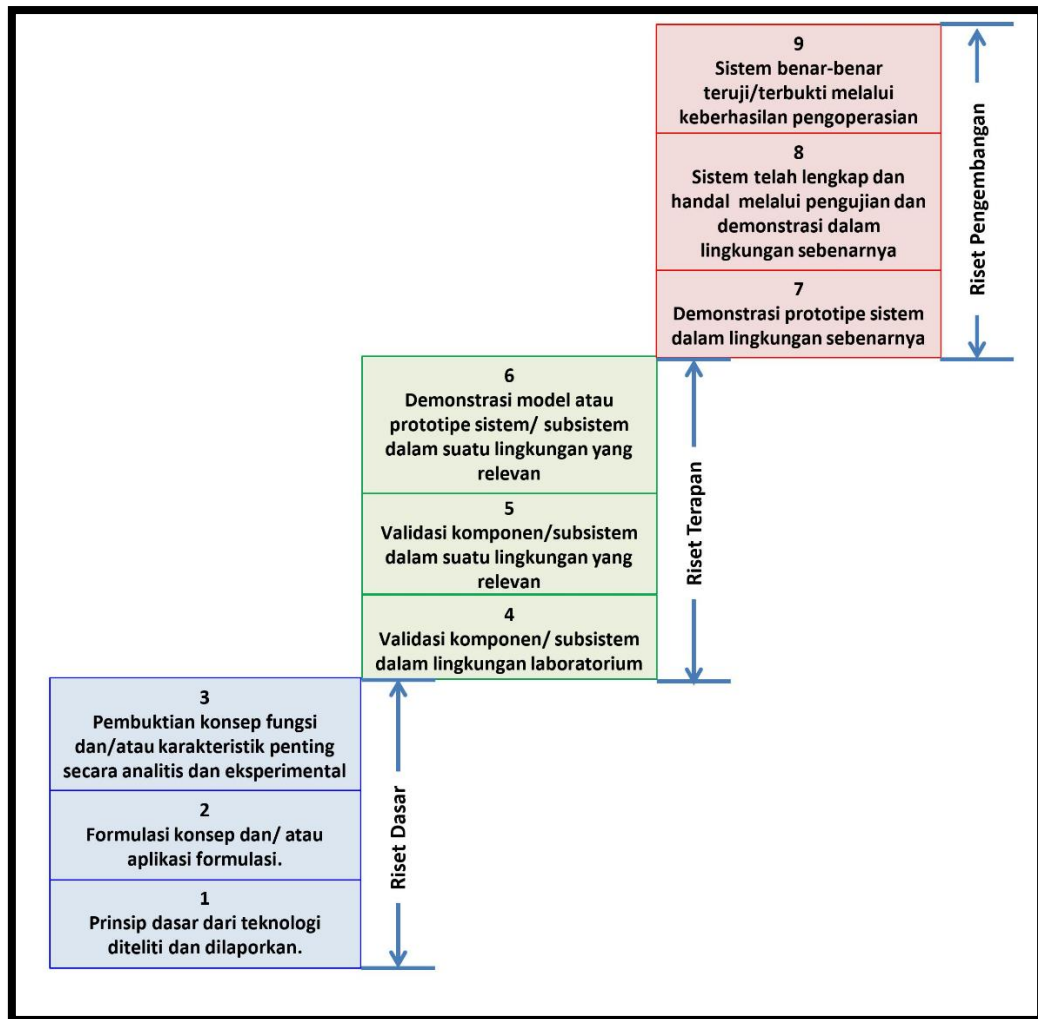 9
Sistem benar-benar
teruji/terbukti melalui
keberhasilan pengoperasian
8
Sistem telah lengkap dan
handal melalui pengujian dan
demonstrasi dalam
lingkungan sebenarnya
7
Demonstrasi prototipe sistem
dalam lingkungan sebenarnya
Riset Pengembangan
6
Demonstrasi model atau
prototipe sistem/ subsistem
dalam suatu lingkungan yang
relevan
5
Validasi komponen/subsistem
dalam suatu lingkungan yang
relevan
4
Validasi komponen/ subsistem
dalam lingkungan laboratorium
Riset Terapan
3
Pembuktian konsep fungsi
dan/atau karakteristik penting
secara analitis dan eksperimental
2
Formulasi konsep dan/ atau
aplikasi formulasi.
1
Prinsip dasar dari teknologi
diteliti dan dilaporkan.
Riset Dasar